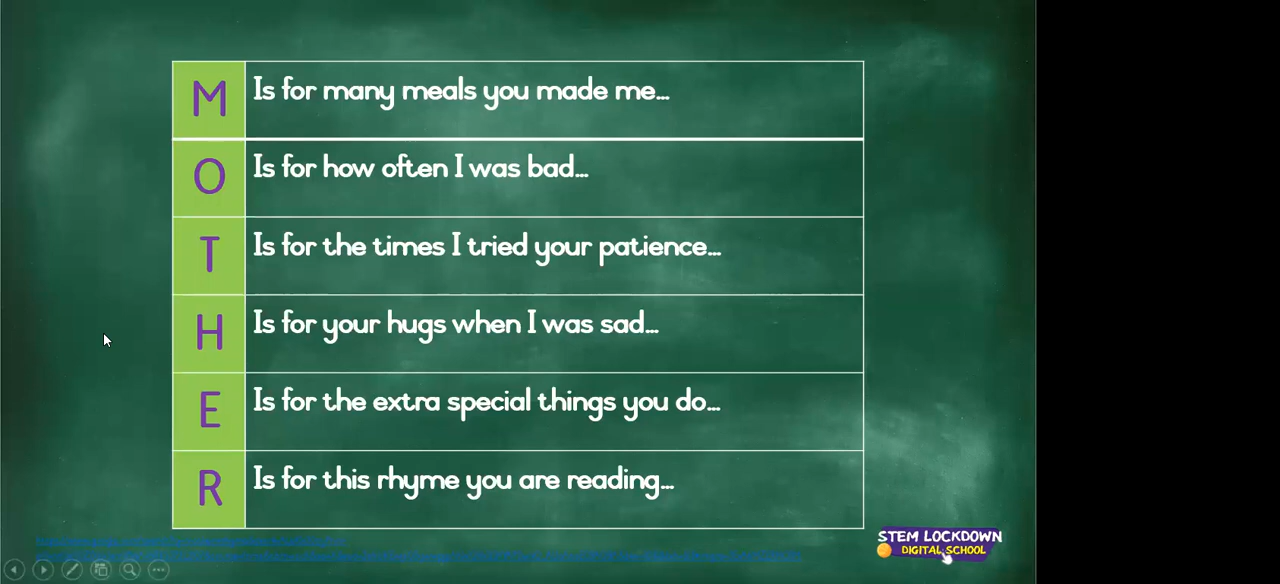 M Is for many meals you made me...
O Is for how often I was bad...
T Is for the times I tried your patience...
H Is for your hugs when I was sad...
E Is for the extra special things you do...
R Is for this rhyme you are reading...
STEM LOCKDOWN
DIGITAL SCHOOL